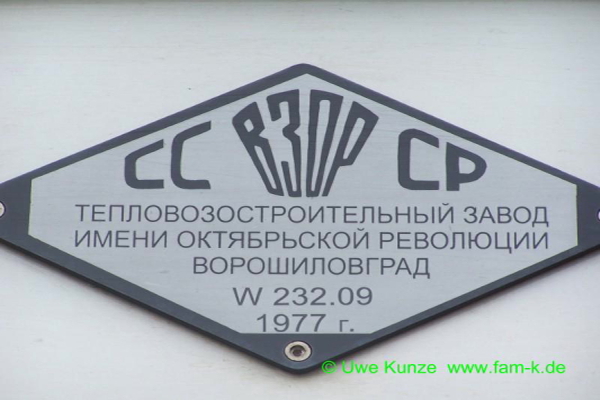 СС ВЗОР СР
ТЕПЛОВОЗОСТРОИТЕЛЬНЫЙ ЗАВОД
ИМЕНИ ОКТЯБРЬСКОЙ РЕВОЛЮЦИИ
ВОРОШИЛОВГРАД
W 232.09
1977 г.
© Uwe Kunze www.fam-k.de